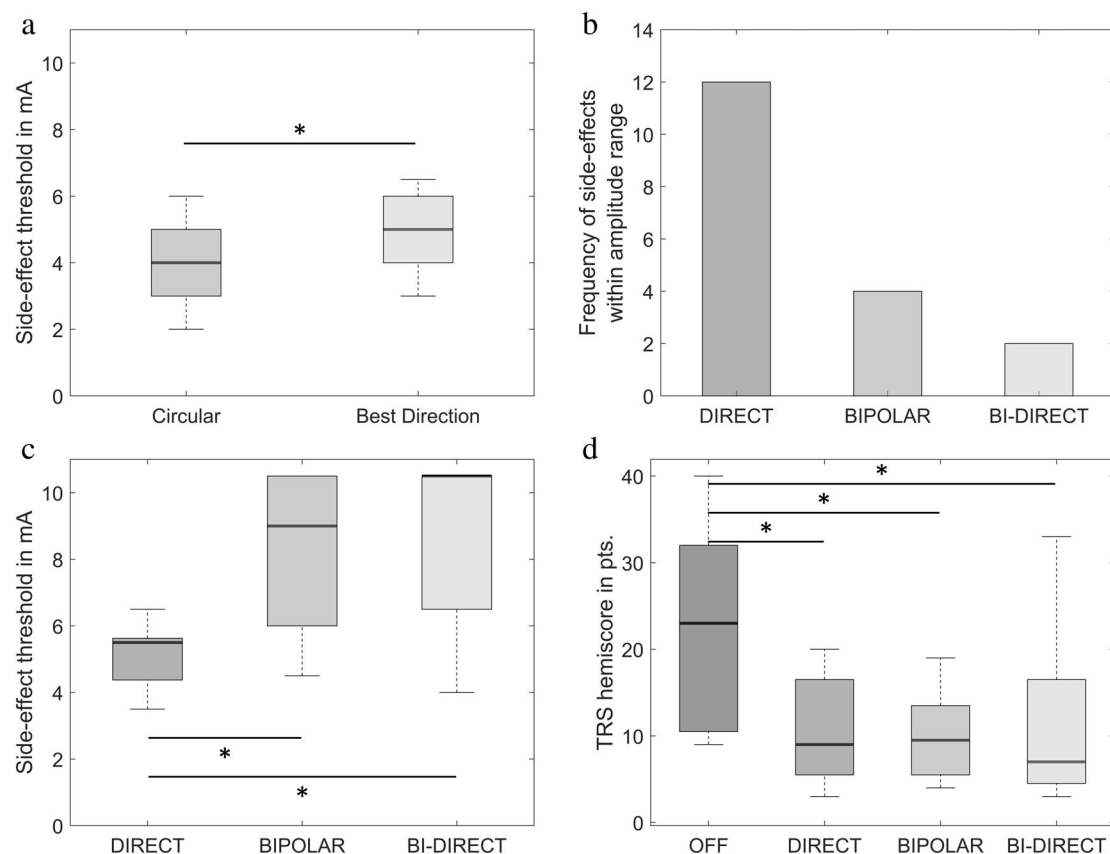 a
Side-effect threshold in mA
10
8
6
4
2
0
*
Circular
Best Direction
b
Frequency of side-effects
within amplitude range
14
12
10
8
6
4
2
0
DIRECT
BIPOLAR
BI-DIRECT
c
Side-effect threshold in mA
10
8
6
4
2
0
*
*
DIRECT
BIPOLAR
BI-DIRECT
d
TRS hemiscore in pts.
40
30
20
10
0
*
*
*
OFF
DIRECT
BIPOLAR
BI-DIRECT